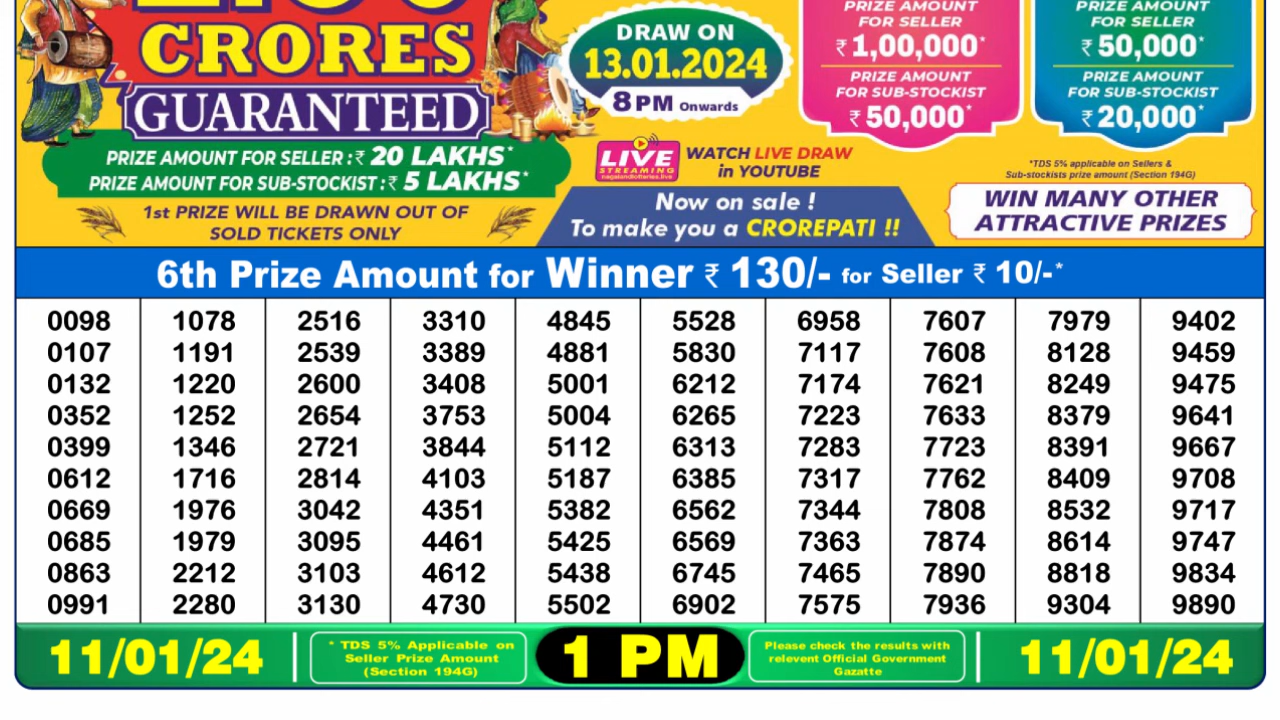 CRORES
GUARANTEED
PRIZE AMOUNT FOR SELLER : ₹ 20 LAKHS*
PRIZE AMOUNT FOR SUB-STOCKIST : ₹ 5 LAKHS*
1st PRIZE WILL BE DRAWN OUT OF
SOLD TICKETS ONLY
DRAW ON
13.01.2024
8 PM Onwards
LIVE
STREAMING
nagalandlotteries.live
WATCH LIVE DRAW
in YOUTUBE
Now on sale !
To make you a CROREPATI !!
PRIZE AMOUNT
FOR SELLER
₹ 1,00,000*
PRIZE AMOUNT
FOR SUB-STOCKIST
₹ 50,000*
PRIZE AMOUNT
FOR SELLER
₹ 50,000*
PRIZE AMOUNT
FOR SUB-STOCKIST
₹ 20,000*
*TDS 5% applicable on Sellers &
Sub-stockists prize amount (Section 194G)
WIN MANY OTHER
ATTRACTIVE PRIZES
6th Prize Amount for Winner ₹ 130/- for Seller ₹ 10/-*
0098 1078 2516 3310 4845 5528 6958 7607 7979 9402
0107 1191 2539 3389 4881 5830 7117 7608 8128 9459
0132 1220 2600 3408 5001 6212 7174 7621 8249 9475
0352 1252 2654 3753 5004 6265 7223 7633 8379 9641
0399 1346 2721 3844 5112 6313 7283 7723 8391 9667
0612 1716 2814 4103 5187 6385 7317 7762 8409 9708
0669 1976 3042 4351 5382 6562 7344 7808 8532 9717
0685 1979 3095 4461 5425 6569 7363 7874 8614 9747
0863 2212 3103 4612 5438 6745 7465 7890 8818 9834
0991 2280 3130 4730 5502 6902 7575 7936 9304 9890
11/01/24
* TDS 5% Applicable on
Seller Prize Amount
(Section 194G)
1 PM
Please check the results with
relevent Official Government
Gazatte
11/01/24